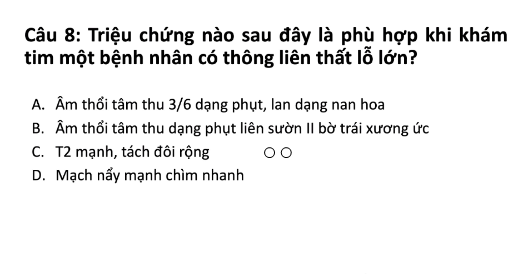 Câu 8: Triệu chứng nào sau đây là phù hợp khi khám
tim một bệnh nhân có thông liên thất lỗ lớn?
A. Âm thổi tâm thu 3/6 dạng phụt, lan dạng nan hoa
B. Âm thổi tâm thu dạng phụt liên sườn II bờ trái xương ức
C. T2 mạnh, tách đôi rộng
D. Mạch nẩy mạnh chìm nhanh